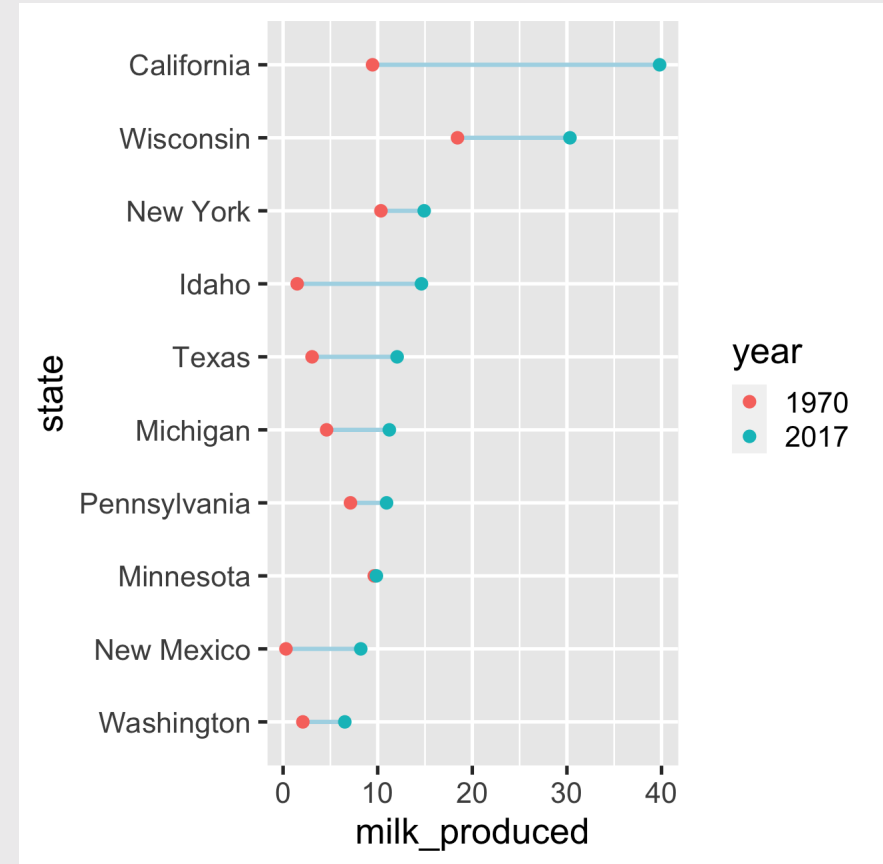 California
Wisconsin
New York
Idaho
Texas
Michigan
Pennsylvania
Minnesota
New Mexico
Washington
state
0 10 20 30 40
milk_produced
year
1970
2017